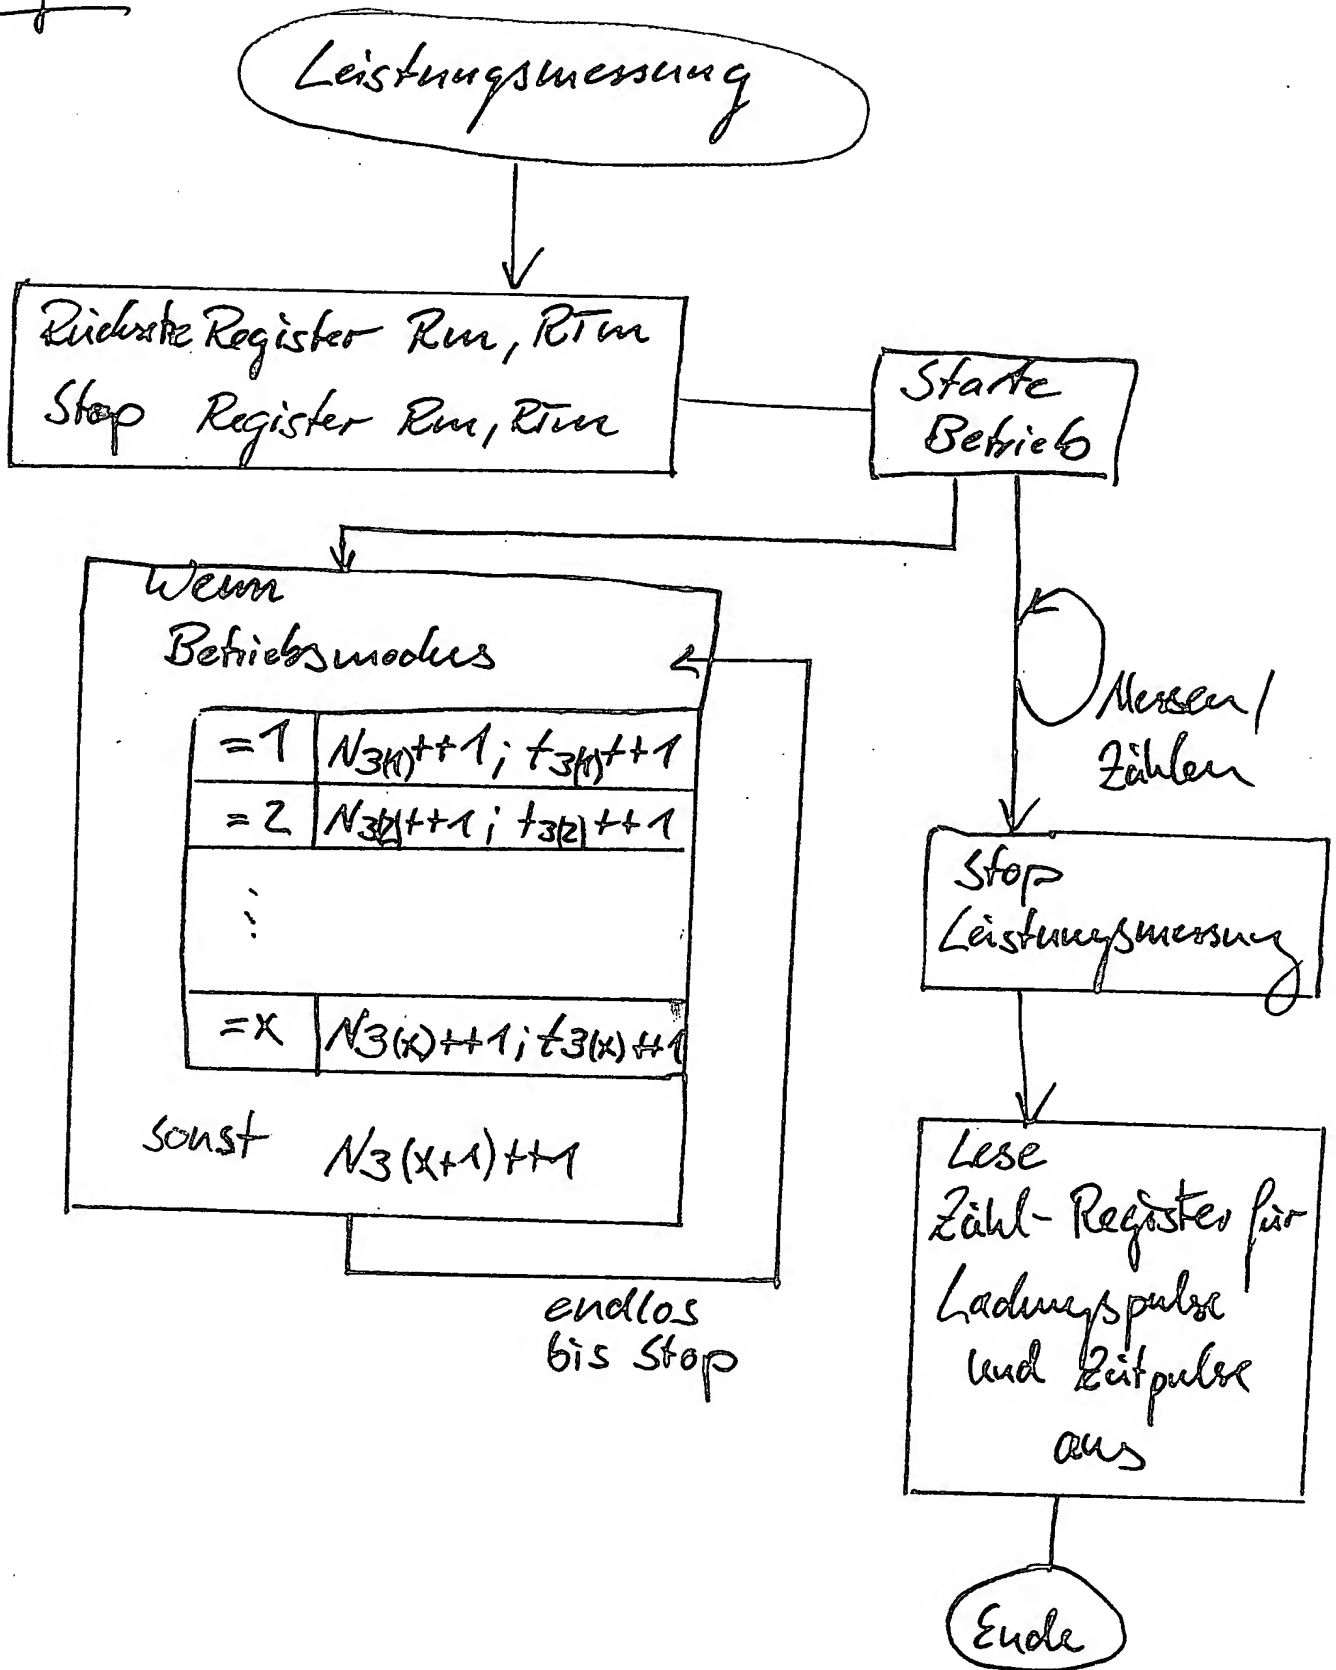 Leistungsmessung
Rücksetze Register Rm, RTm
Stop Register Rm, RTm
Starte
Betrieb
Wenn
Betriebsmodus
=1 N3(1)++1; t3(1)++1
=2 N3(2)++1; t3(2)++1
⋮
=x N3(x)++1; t3(x)++1
sonst N3(x+1)++1
endlos
bis Stop
Messen/
Zählen
Stop
Leistungsmessung
Lese
Zähl-Register für
Ladungspulse
und Zeitpulse
aus
Ende